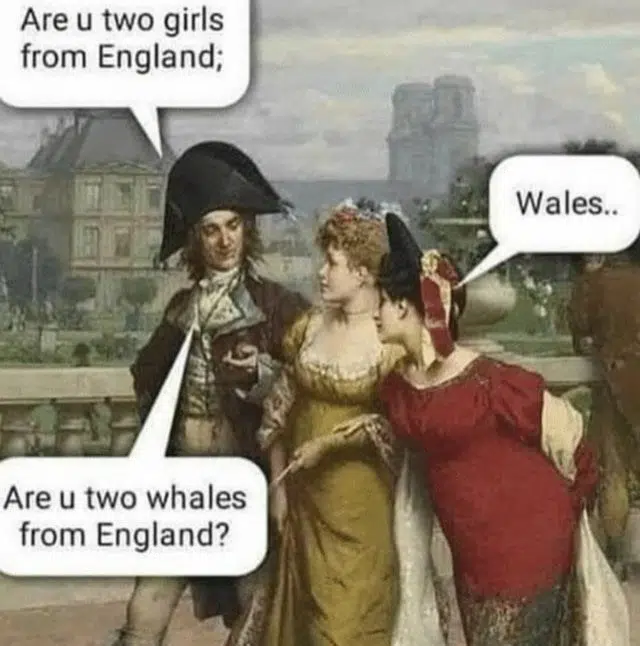 Are u two girls
from England;
Wales..
Are u two whales
from England?